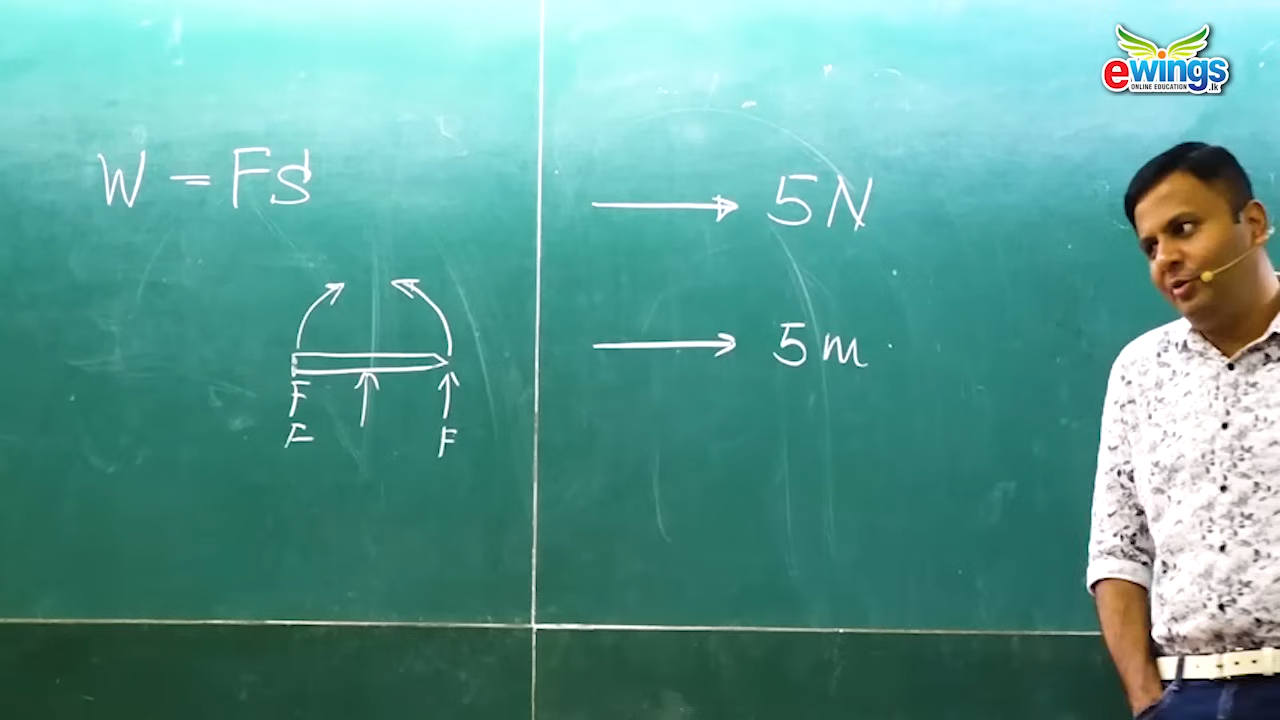 ewings
ONLINE EDUCATION .lk
W = FS
5N
5m
F
F
F